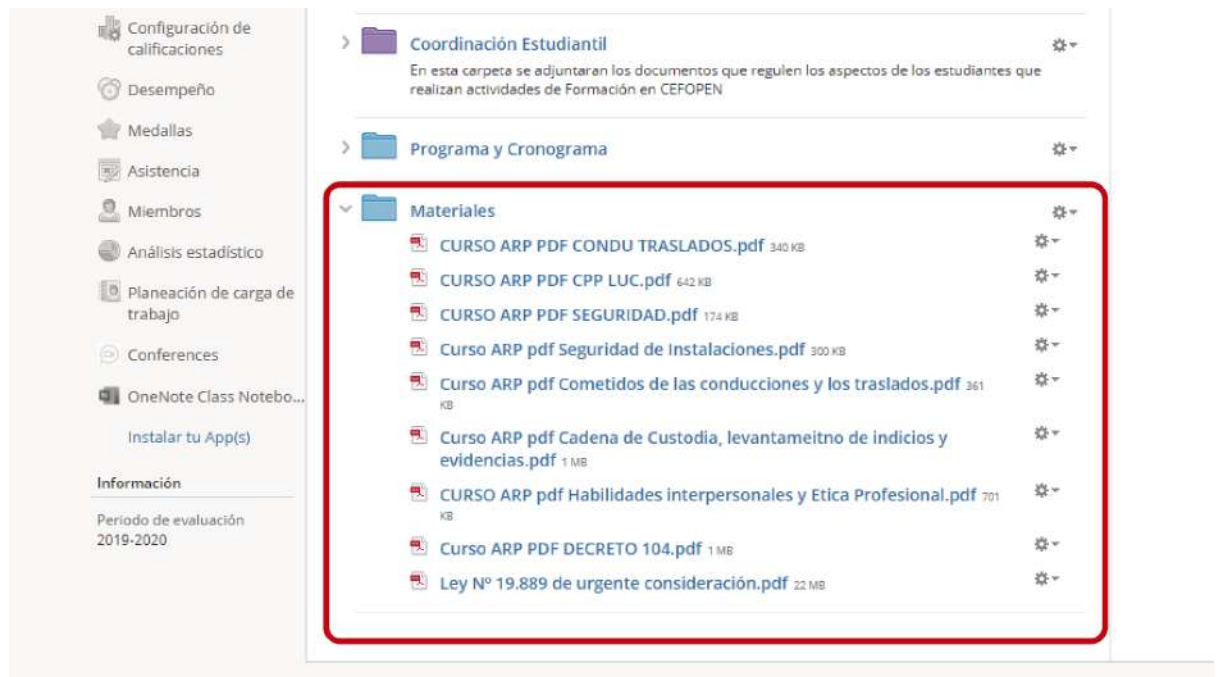 Configuración de
calificaciones
Desempeño
Medallas
Asistencia
Miembros
Análisis estadístico
Planeación de carga de
trabajo
Conferences
OneNote Class Notebo...
Instalar tu App(s)
Información
Periodo de evaluación
2019-2020
Coordinación Estudiantil
En esta carpeta se adjuntaran los documentos que regulen los aspectos de los estudiantes que
realizan actividades de Formación en CEFOPEN
Programa y Cronograma
Materiales
CURSO ARP PDF CONDU TRASLADOS.pdf 340 KB
CURSO ARP PDF CPP LUC.pdf 642 KB
CURSO ARP PDF SEGURIDAD.pdf 174 KB
Curso ARP pdf Seguridad de Instalaciones.pdf 300 KB
Curso ARP pdf Cometidos de las conducciones y los traslados.pdf 361
KB
Curso ARP pdf Cadena de Custodia, levantameitno de indicios y
evidencias.pdf 1 MB
CURSO ARP pdf Habilidades interpersonales y Etica Profesional.pdf 701
KB
Curso ARP PDF DECRETO 104.pdf 1 MB
Ley Nº 19.889 de urgente consideración.pdf 22 MB